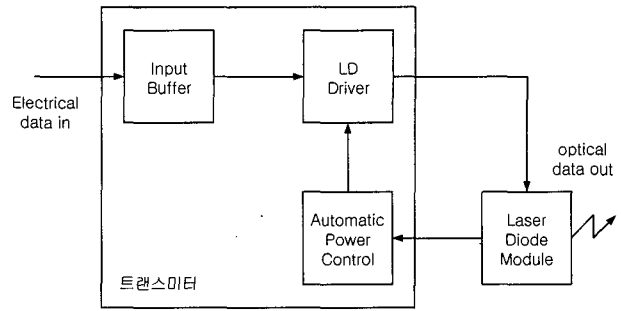 Input
Buffer
LD
Driver
Electrical
data in
optical
data out
Automatic
Power
Control
Laser
Diode
Module
트랜스미터